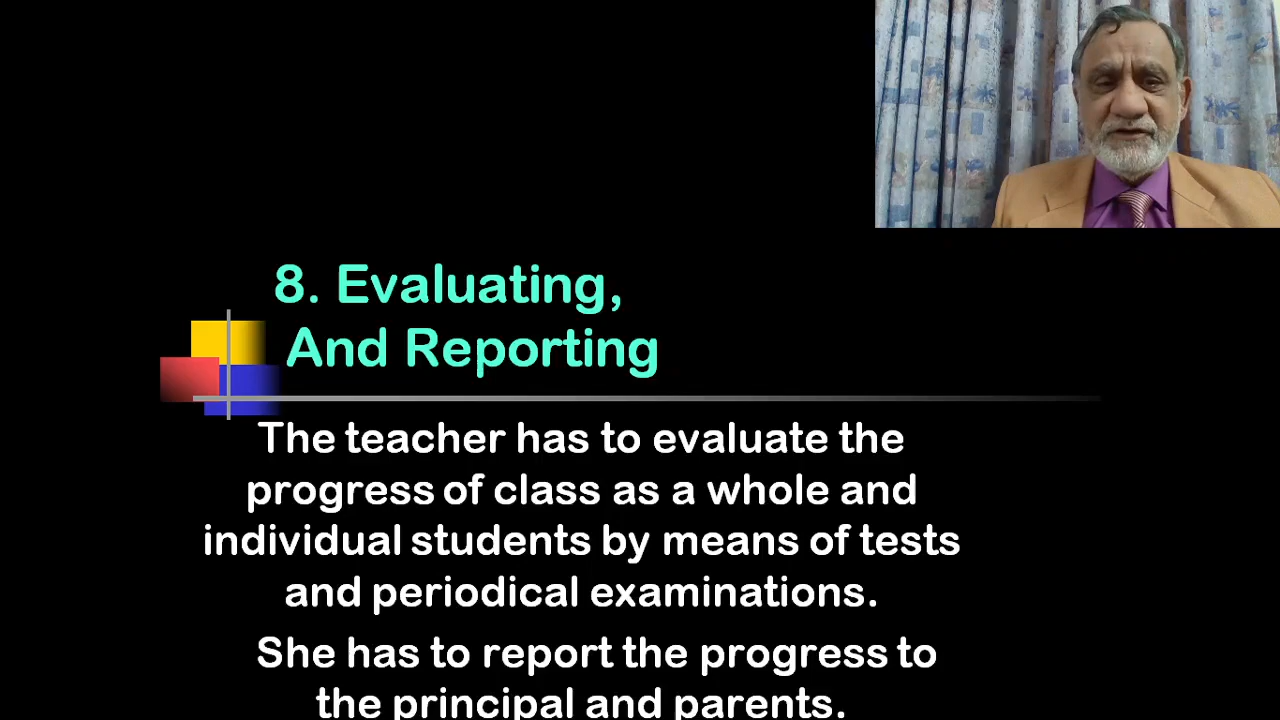 8. Evaluating,
And Reporting
The teacher has to evaluate the
progress of class as a whole and
individual students by means of tests
and periodical examinations.
She has to report the progress to
the principal and parents.